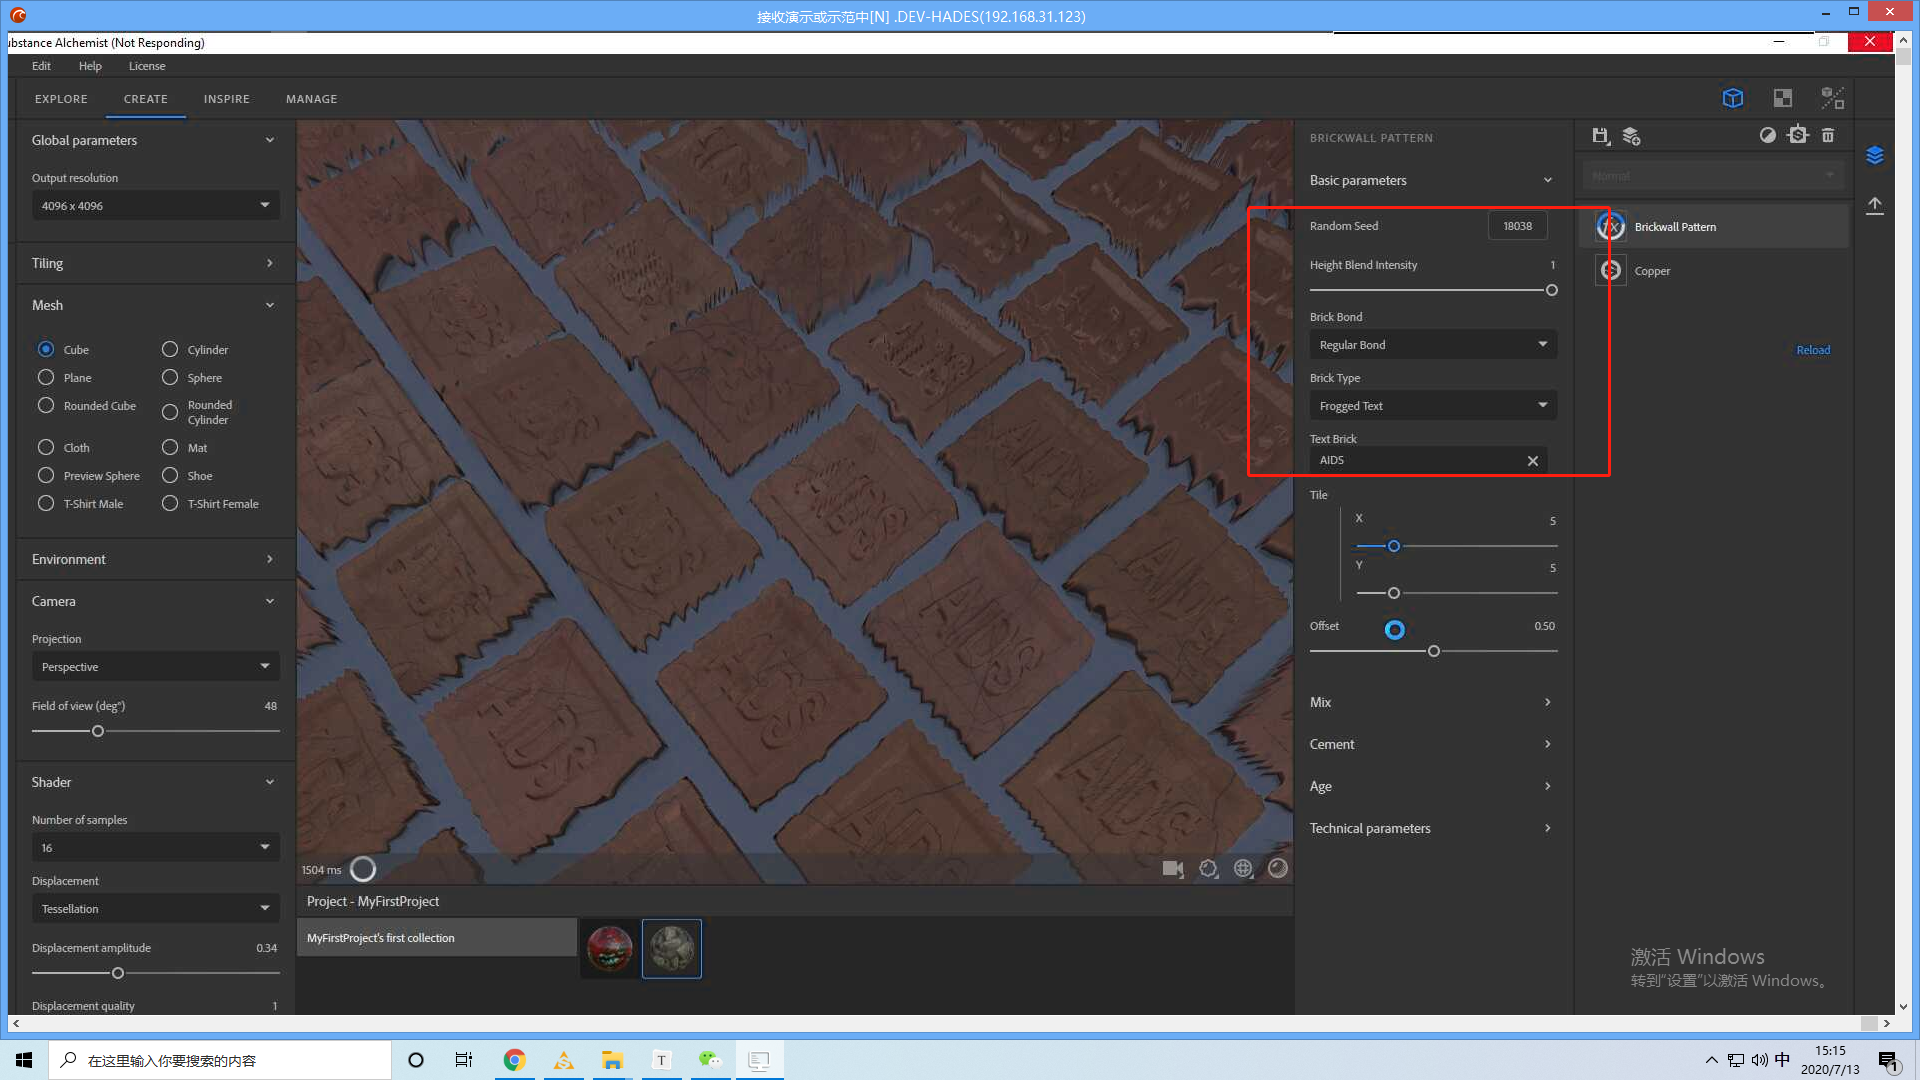 接收演示或示范中[N] .DEV-HADES(192.168.31.123)
ubstance Alchemist (Not Responding)
Edit Help License
EXPLORE CREATE INSPIRE MANAGE
Global parameters
Output resolution
4096 x 4096
Tiling
Mesh
Cube Cylinder
Plane Sphere
Rounded Cube Rounded Cylinder
Cloth Mat
Preview Sphere Shoe
T-Shirt Male T-Shirt Female
Environment
Camera
Projection
Perspective
Field of view (deg°) 48
Shader
Number of samples
16
Displacement
Tessellation
Displacement amplitude 0.34
Displacement quality 1
AIDS
AIDS
AIDS
AIDS
1504 ms
Project - MyFirstProject
MyFirstProject's first collection
BRICKWALL PATTERN
Basic parameters
Random Seed 18038
Height Blend Intensity 1
Brick Bond
Regular Bond
Brick Type
Frogged Text
Text Brick
AIDS
Tile
X 5
Y 5
Offset 0.50
Mix
Cement
Age
Technical parameters
Normal
Brickwall Pattern
Copper
Reload
激活 Windows
转到“设置”以激活 Windows。
在这里输入你要搜索的内容
中
15:15
2020/7/13
1